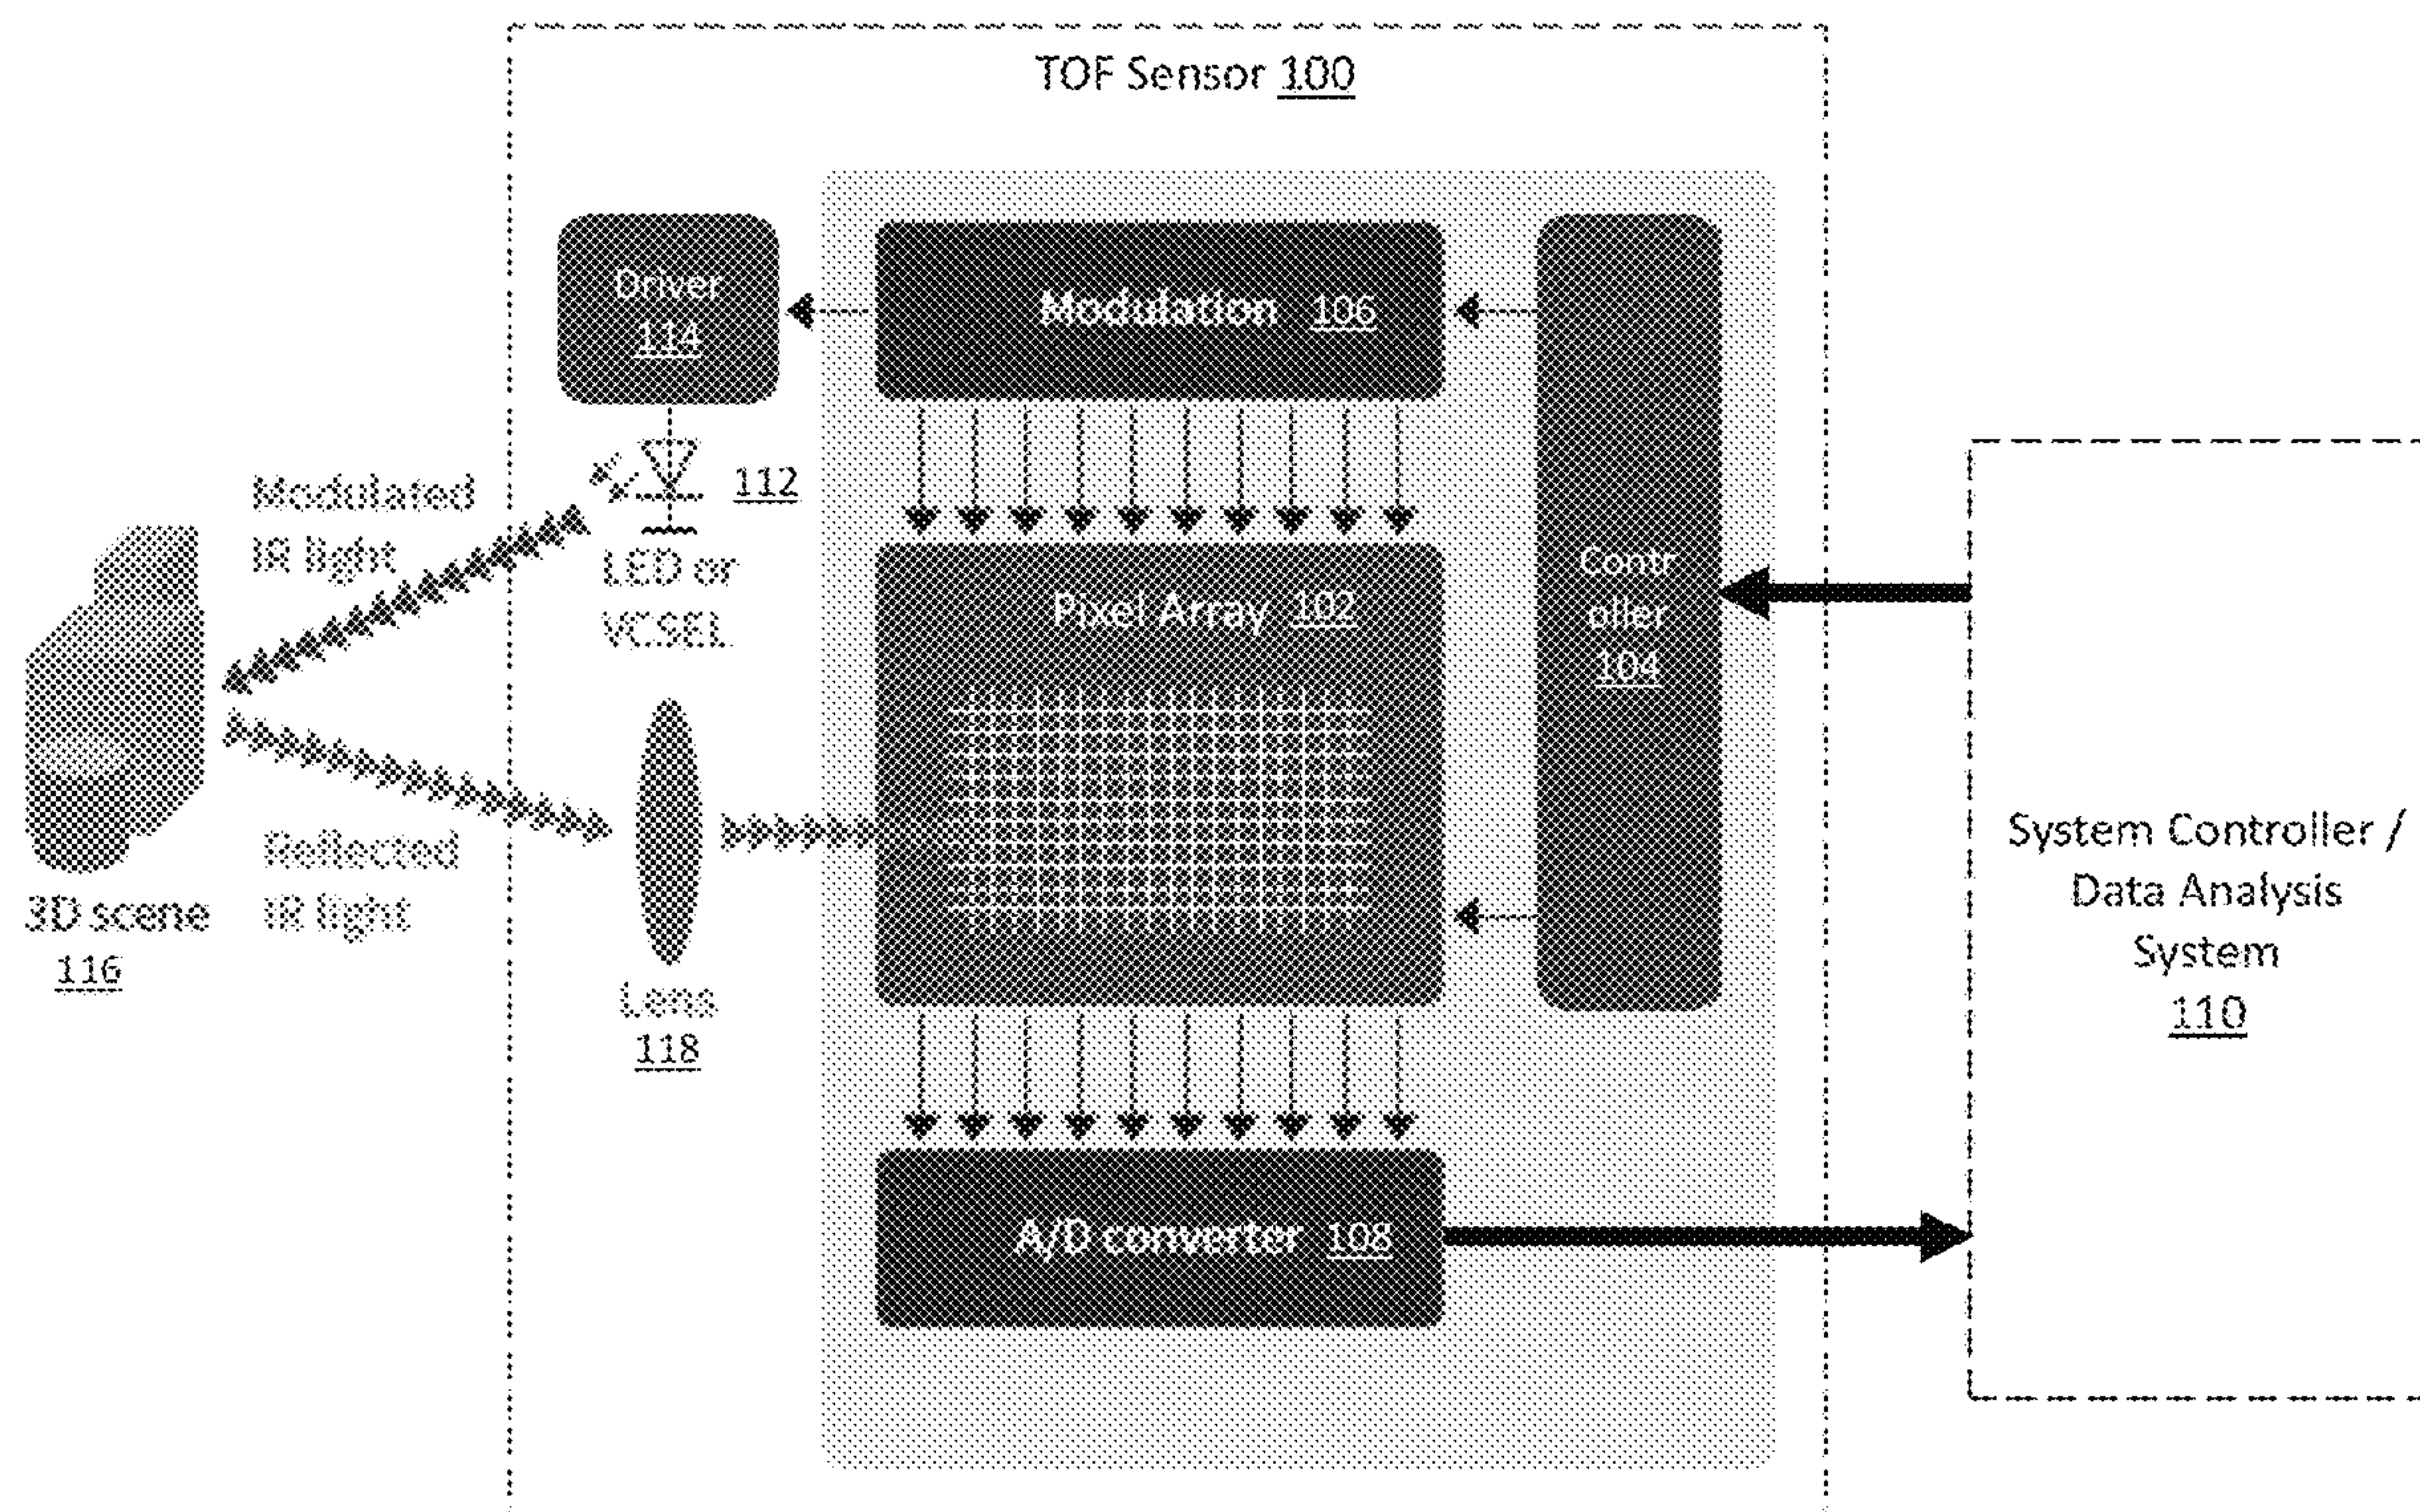 TOF Sensor 100
Driver
114
Modulation 106
112
LED or
VCSEL
Modulated
IR light
Pixel Array 102
Contr
oller
104
Reflected
IR light
3D scene
116
Lens
118
A/D converter 108
System Controller /
Data Analysis
System
110